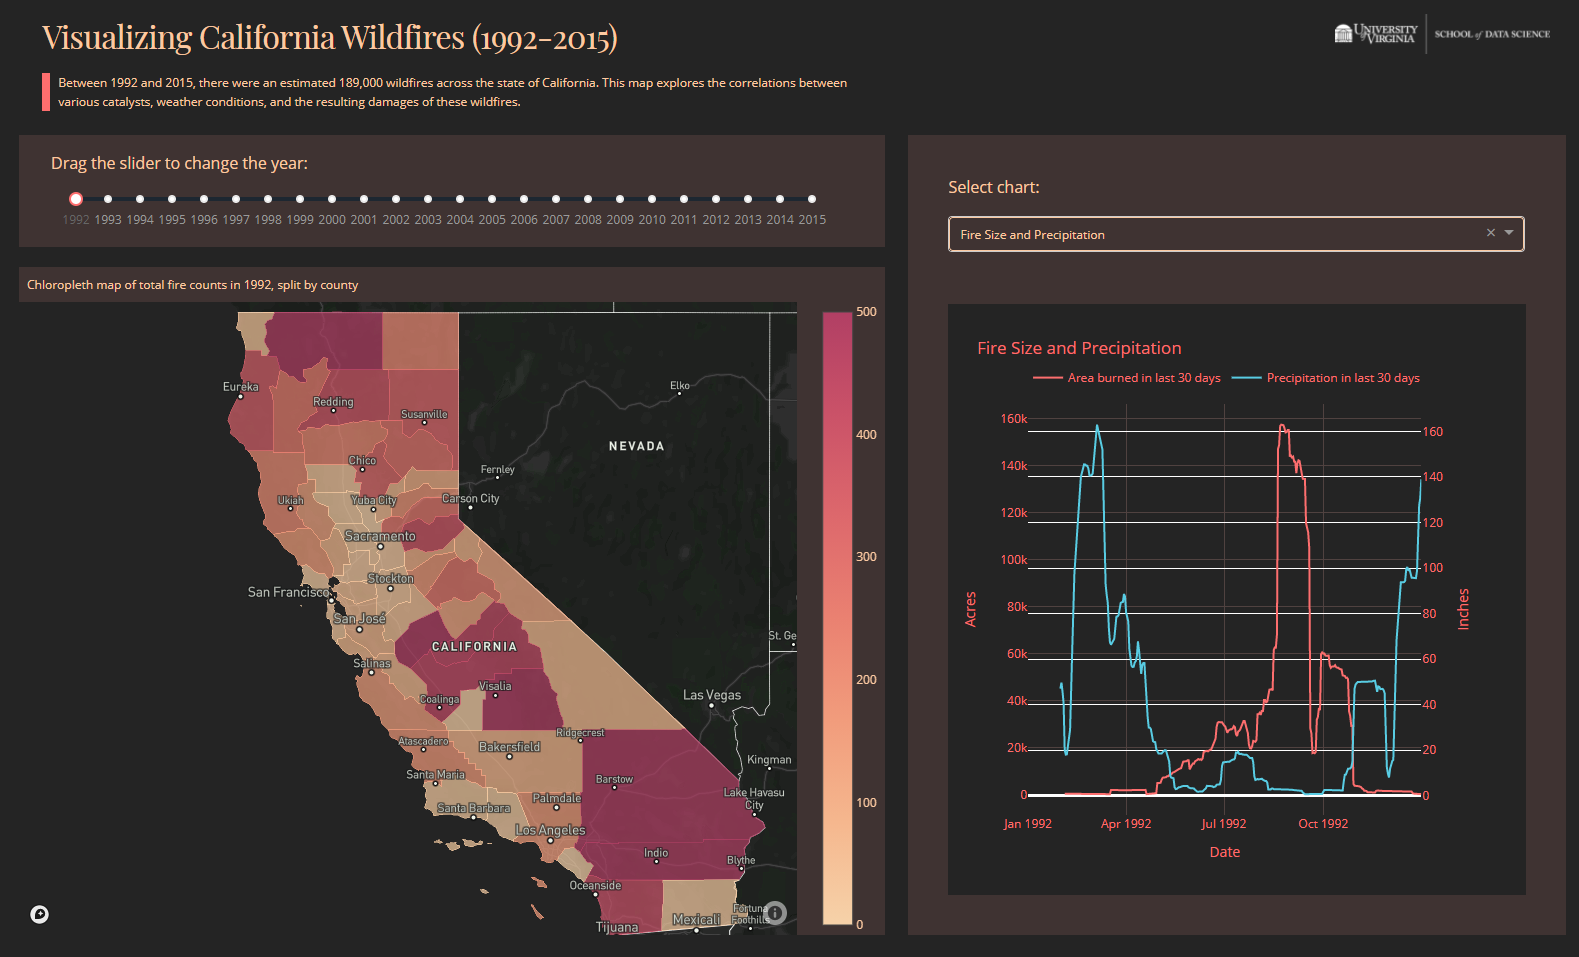 Visualizing California Wildfires (1992-2015)
UNIVERSITY of VIRGINIA
SCHOOL of DATA SCIENCE
Between 1992 and 2015, there were an estimated 189,000 wildfires across the state of California. This map explores the correlations between
various catalysts, weather conditions, and the resulting damages of these wildfires.
Drag the slider to change the year:
1992 1993 1994 1995 1996 1997 1998 1999 2000 2001 2002 2003 2004 2005 2006 2007 2008 2009 2010 2011 2012 2013 2014 2015
Chloropleth map of total fire counts in 1992, split by county
Eureka
Redding
Susanville
Elko
NEVADA
Chico
Fernley
Ukiah
Yuba City
Carson City
Sacramento
Stockton
San Francisco
San José
CALIFORNIA
St. Ge
Salinas
Visalia
Coalinga
Las Vegas
Atascadero
Bakersfield
Ridgecrest
Kingman
Santa Maria
Barstow
Lake Havasu
City
Santa Barbara
Palmdale
Los Angeles
Indio
Blythe
Oceanside
Tijuana
Mexicali
Fortuna
Foothills
500
400
300
200
100
0
Select chart:
Fire Size and Precipitation
Fire Size and Precipitation
Area burned in last 30 days
Precipitation in last 30 days
160k
140k
120k
100k
80k
60k
40k
20k
0
Acres
160
140
120
100
80
60
40
20
0
Inches
Jan 1992
Apr 1992
Jul 1992
Oct 1992
Date